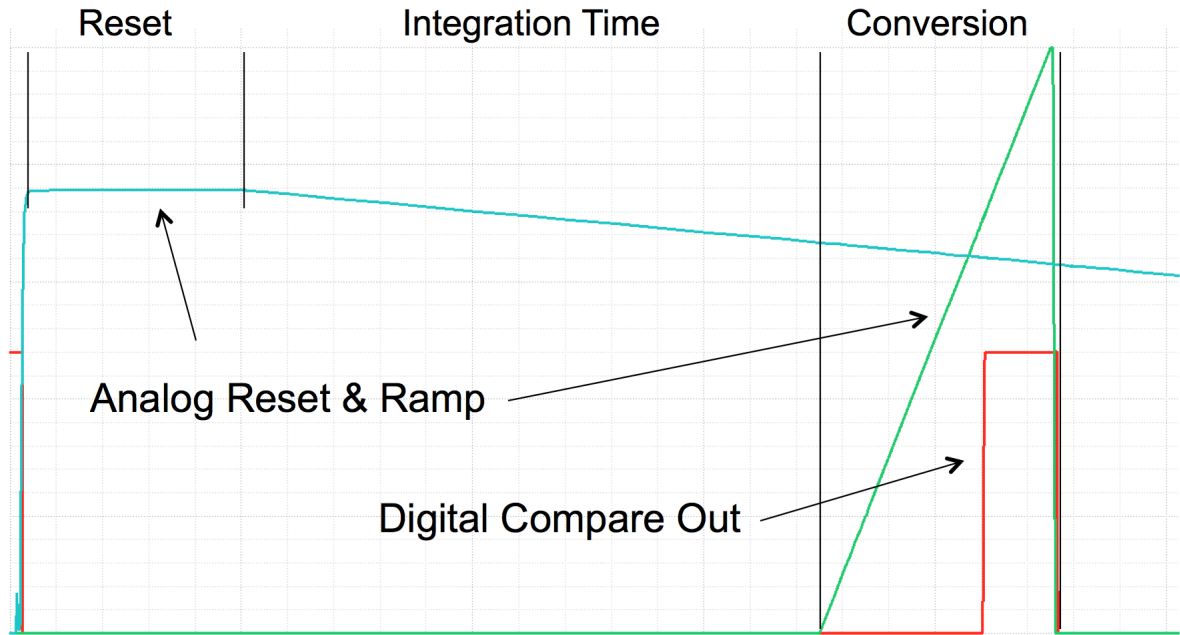 Reset
Integration Time
Conversion
Analog Reset & Ramp
Digital Compare Out